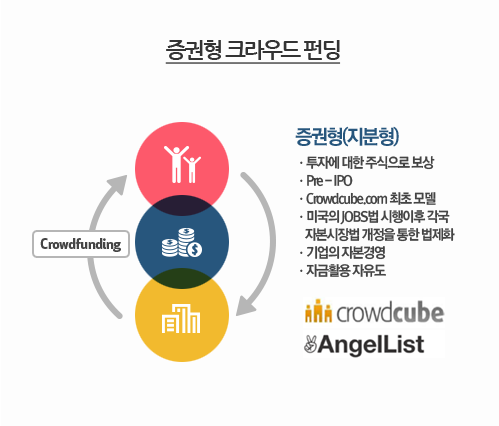 증권형 크라우드 펀딩
Crowdfunding
증권형(지분형)
· 투자에 대한 주식으로 보상
· Pre - IPO
· Crowdcube.com 최초 모델
· 미국의 JOBS법 시행이후 각국
자본시장법 개정을 통한 법제화
· 기업의 자본경영
· 자금활용 자유도
crowdcube
AngelList